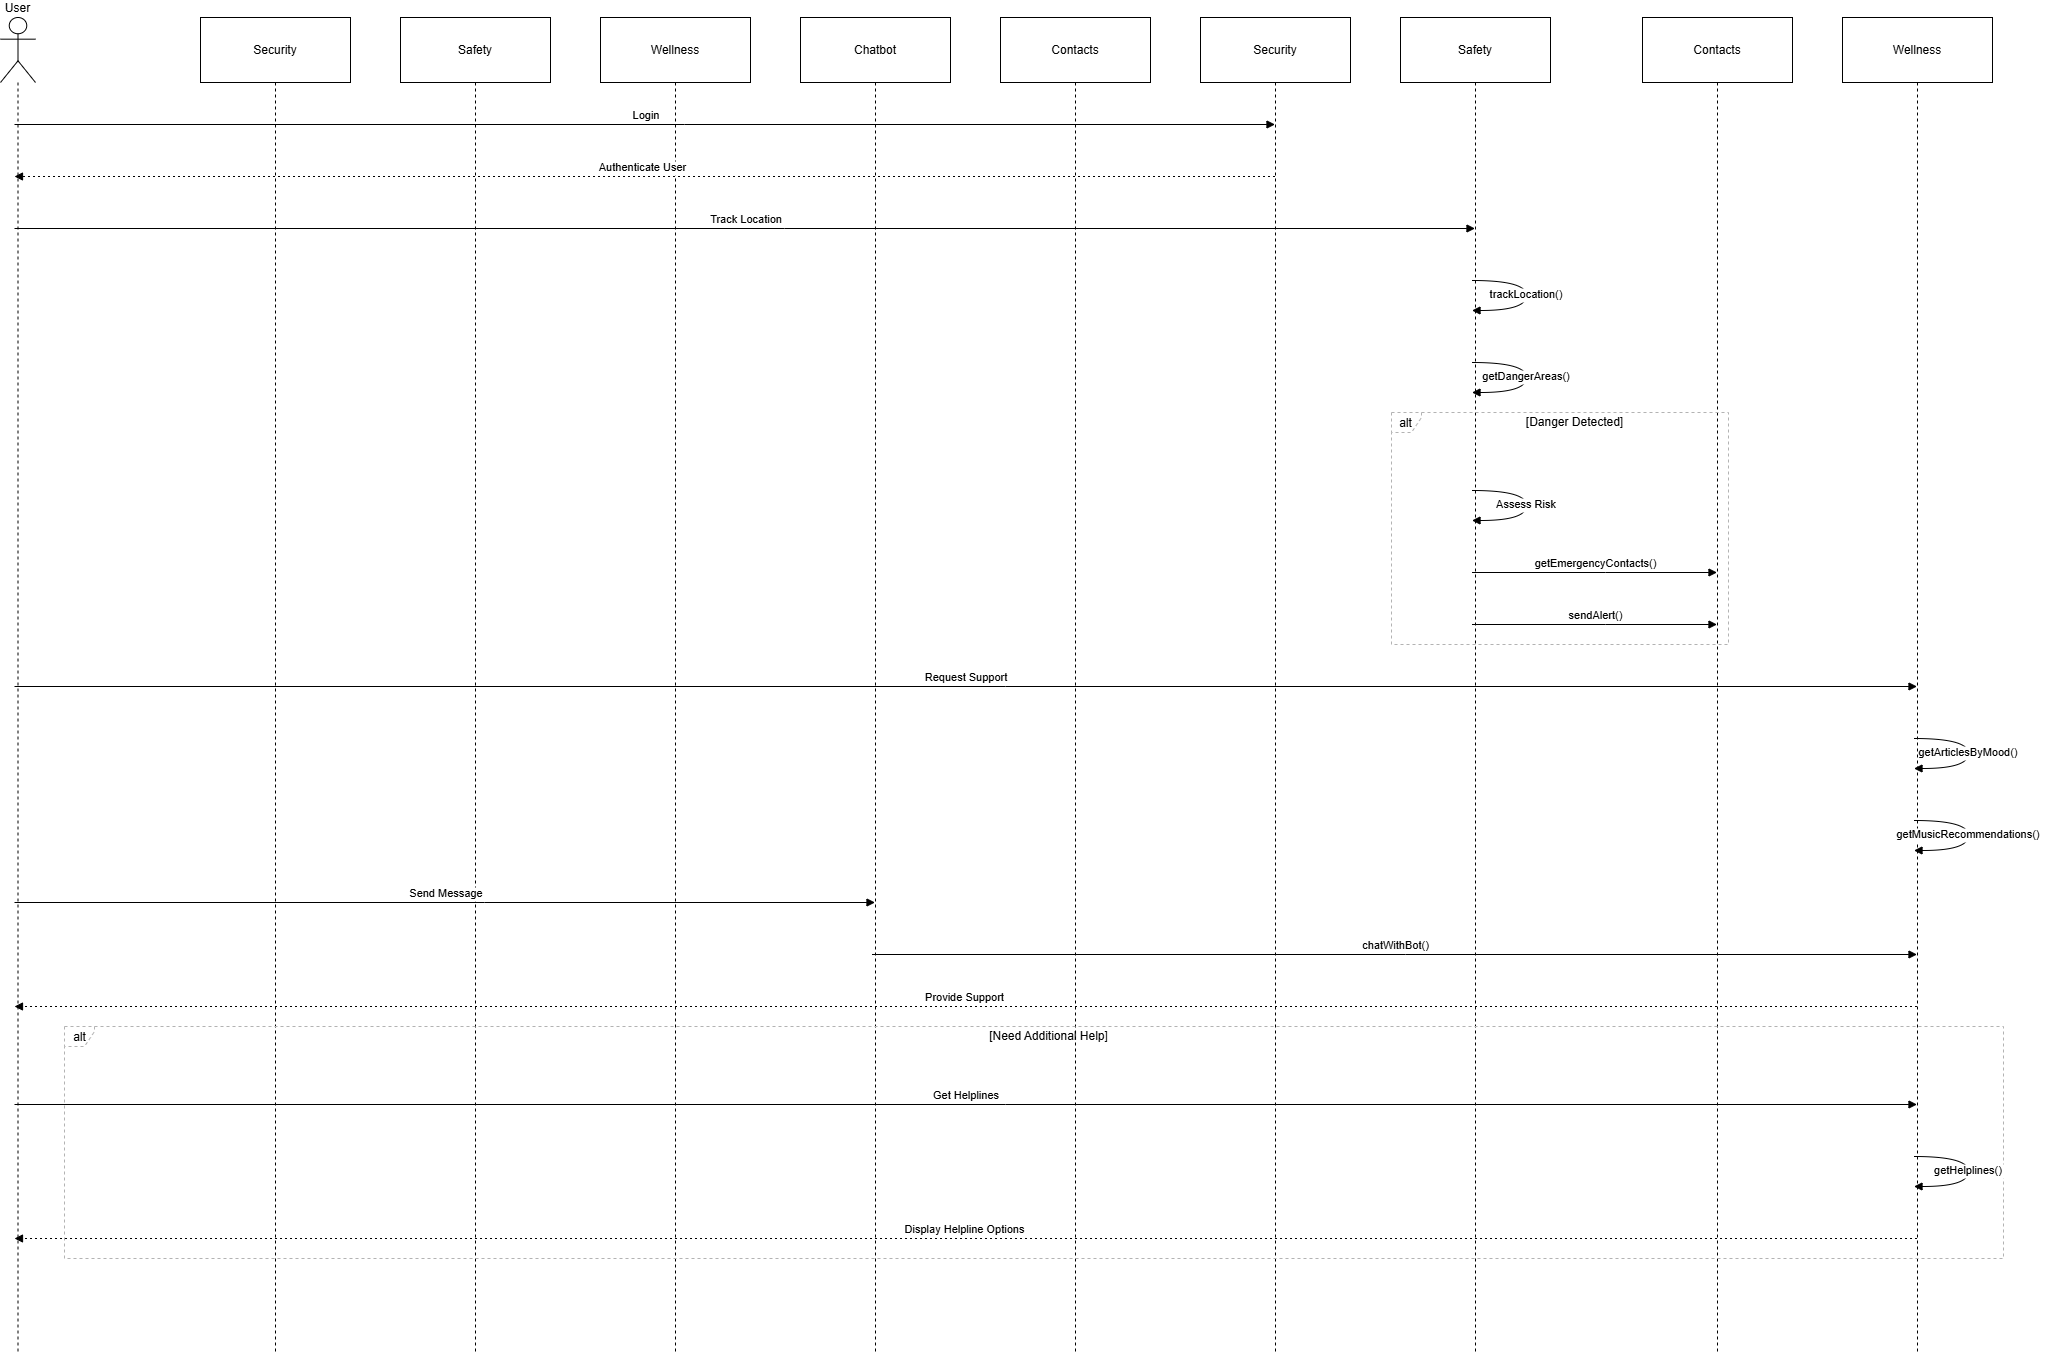 User
Security
Safety
Wellness
Chatbot
Contacts
Security
Safety
Contacts
Wellness
Login
Authenticate User
Track Location
trackLocation()
getDangerAreas()
alt
[Danger Detected]
Assess Risk
getEmergencyContacts()
sendAlert()
Request Support
getArticlesByMood()
getMusicRecommendations()
Send Message
chatWithBot()
Provide Support
alt
[Need Additional Help]
Get Helplines
getHelplines()
Display Helpline Options